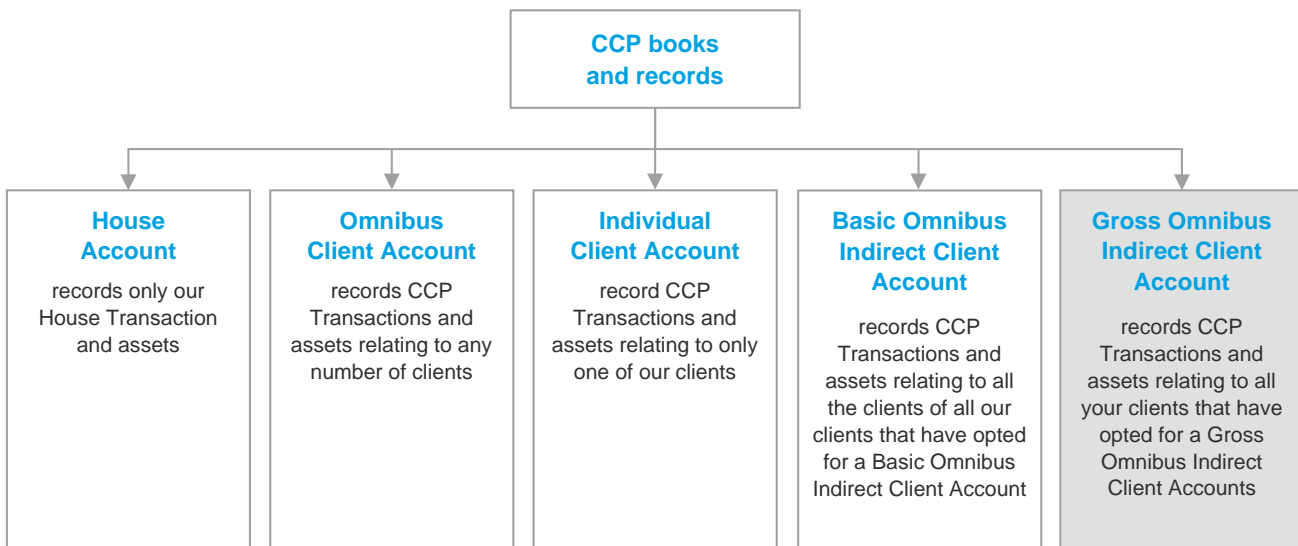 CCP books
and records
House
Account
records only our
House Transaction
and assets
Omnibus
Client Account
records CCP
Transactions and
assets relating to any
number of clients
Individual
Client Account
record CCP
Transactions and
assets relating to only
one of our clients
Basic Omnibus
Indirect Client
Account
records CCP
Transactions and
assets relating to all
the clients of all our
clients that have opted
for a Basic Omnibus
Indirect Client Account
Gross Omnibus
Indirect Client
Account
records CCP
Transactions and
assets relating to all
your clients that have
opted for a Gross
Omnibus Indirect
Client Accounts